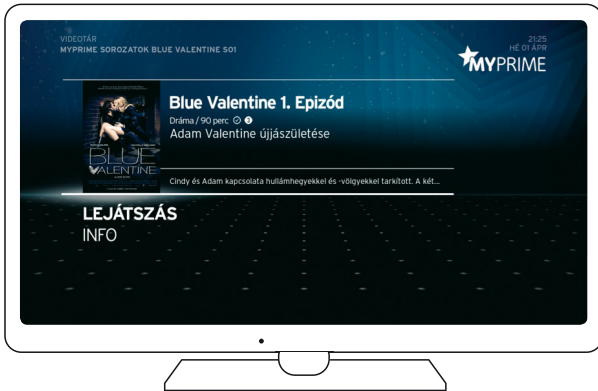 VIDEOTÁR
MYPRIME SOROZATOK BLUE VALENTINE S01
21:25
HÉ 01 ÁPR
MYPRIME
BLUE
VALENTINE
Blue Valentine 1. Epizód
Dráma / 90 perc
Adam Valentine újjászületése
Cindy és Adam kapcsolata hullámhegyekkel és -völgyekkel tarkított. A két...
LEJÁTSZÁS
INFO